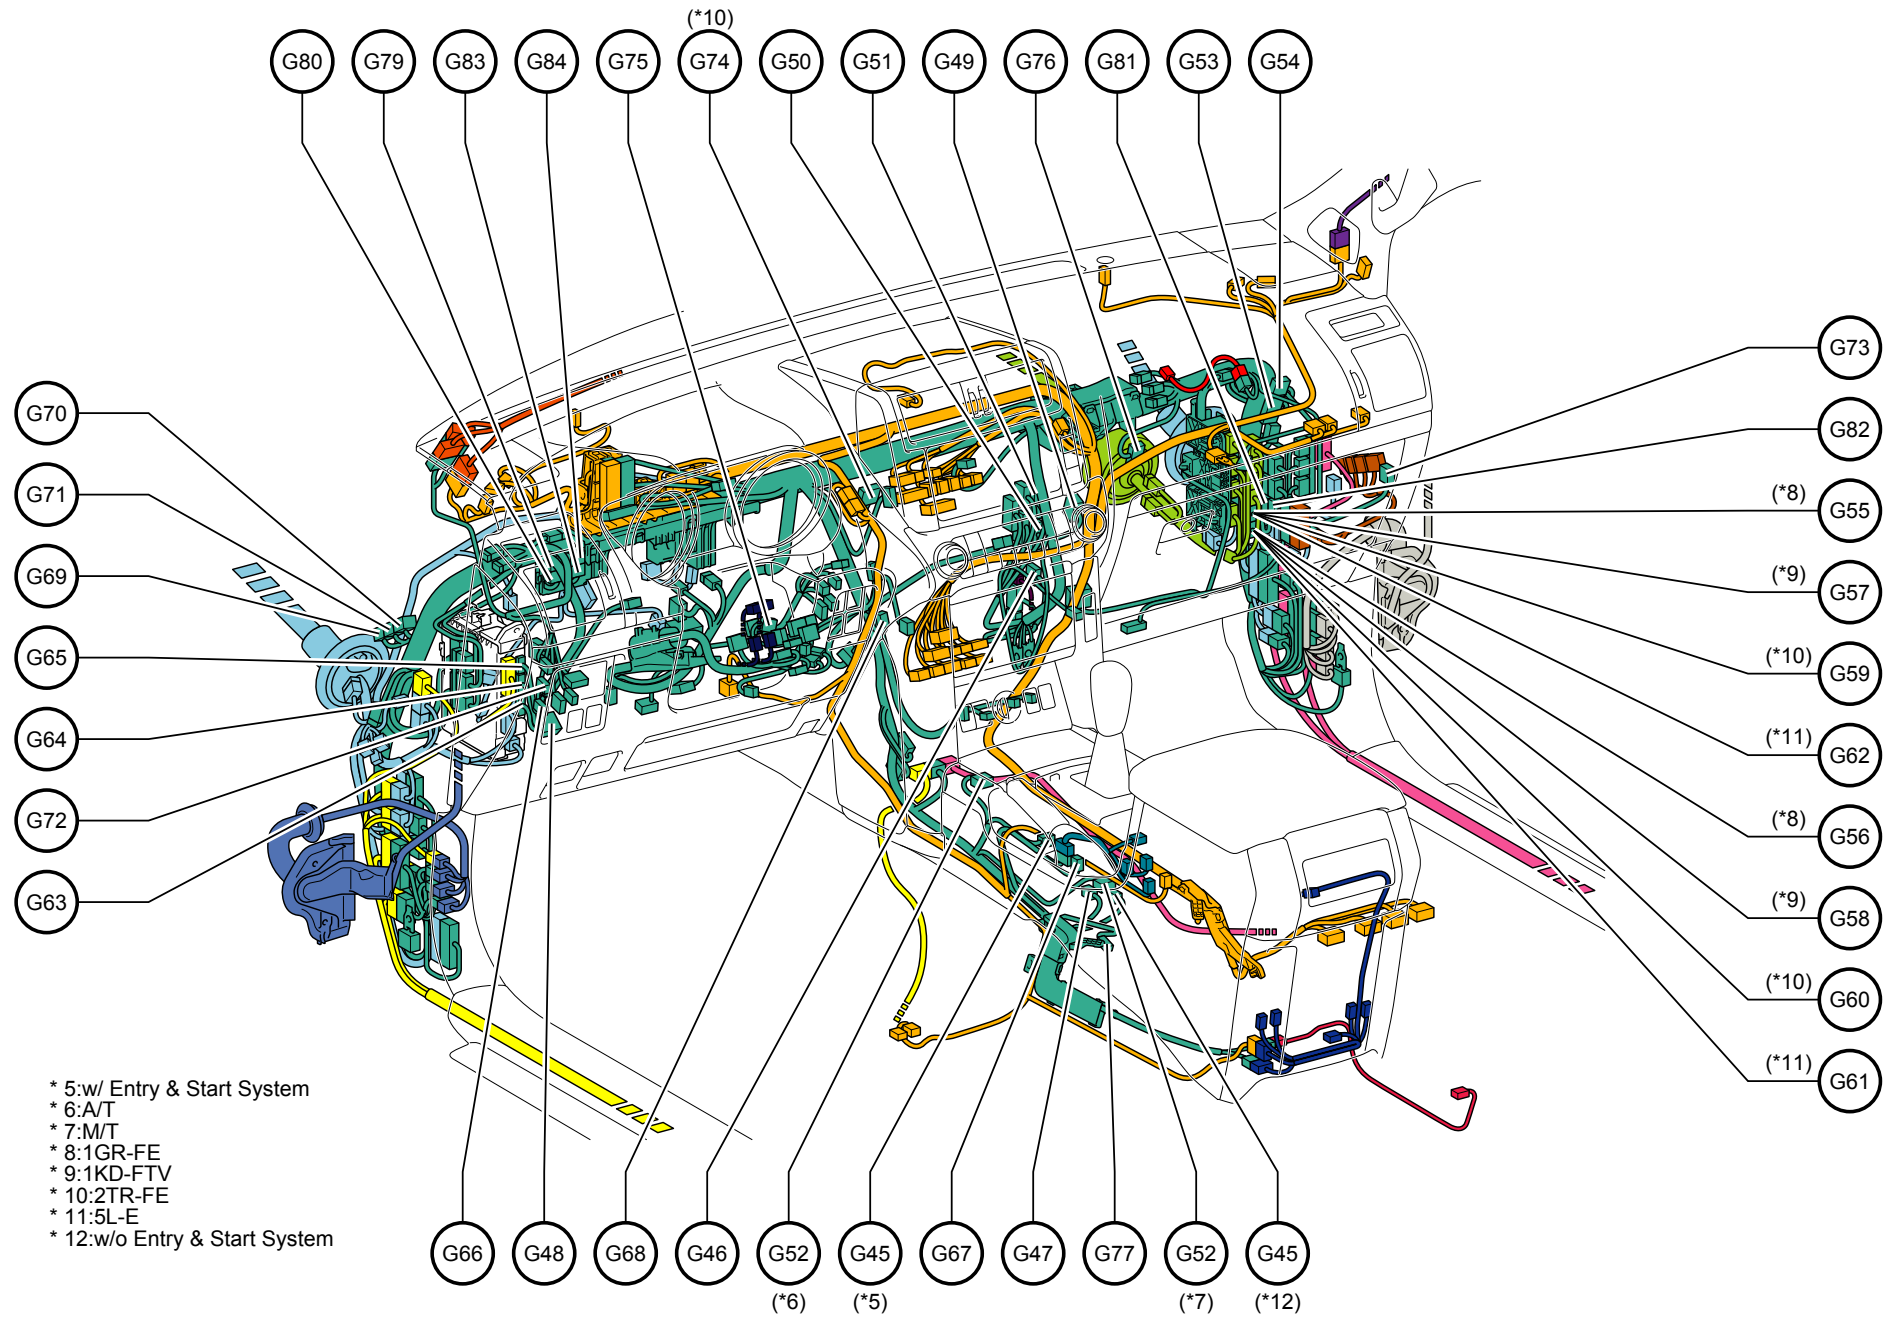 (*10)
G80 G79 G83 G84 G75 G74 G50 G51 G49 G76 G81 G53 G54
G73
G70
G82
G71
(*8)
G55
G69
(*9)
G57
G65
(*10)
G59
G64
(*11)
G62
G72
(*8)
G56
G63
(*9)
G58
(*10)
G60
(*11)
G61
* 5:w/ Entry & Start System
* 6:A/T
* 7:M/T
* 8:1GR-FE
* 9:1KD-FTV
* 10:2TR-FE
* 11:5L-E
* 12:w/o Entry & Start System
G66 G48 G68 G46 G52 G45 G67 G47 G77 G52 G45
(*6) (*5) (*7) (*12)